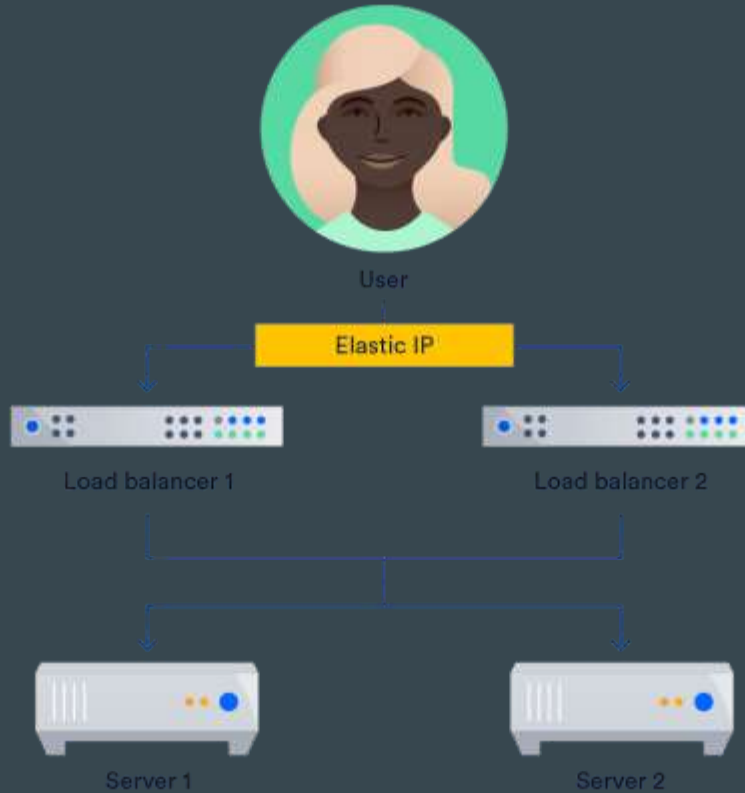 User
Elastic IP
Load balancer 1
Load balancer 2
Server 1
Server 2